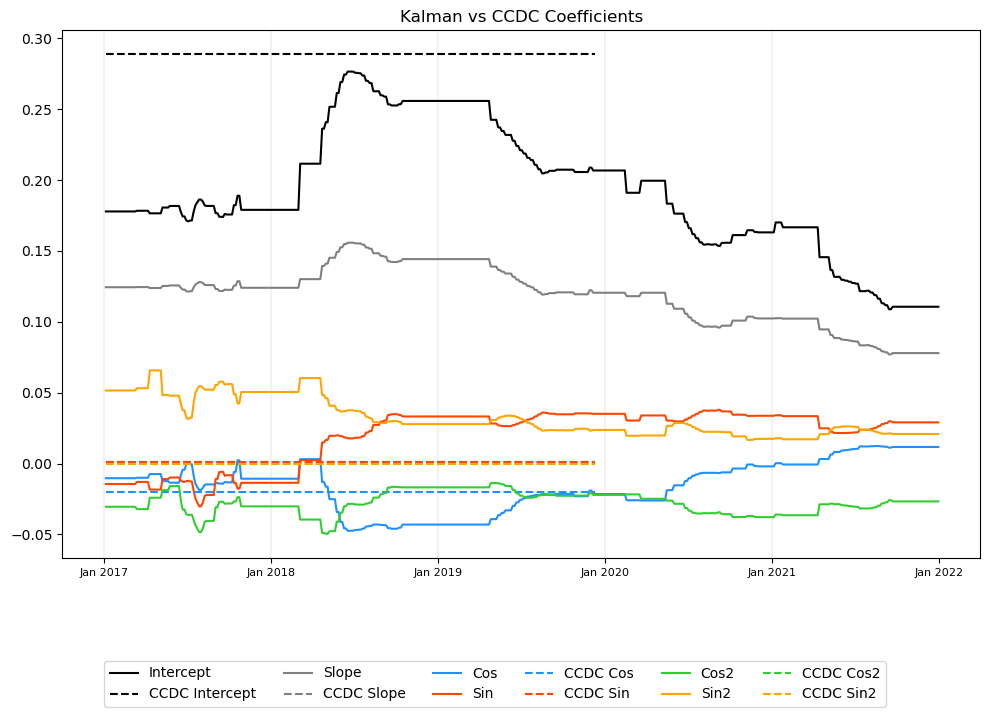 Kalman vs CCDC Coefficients
0.30
0.25
0.20
0.15
0.10
0.05
0.00
−0.05
Jan 2017 Jan 2018 Jan 2019 Jan 2020 Jan 2021 Jan 2022
Intercept Slope Cos CCDC Cos Cos2 CCDC Cos2
CCDC Intercept CCDC Slope Sin CCDC Sin Sin2 CCDC Sin2